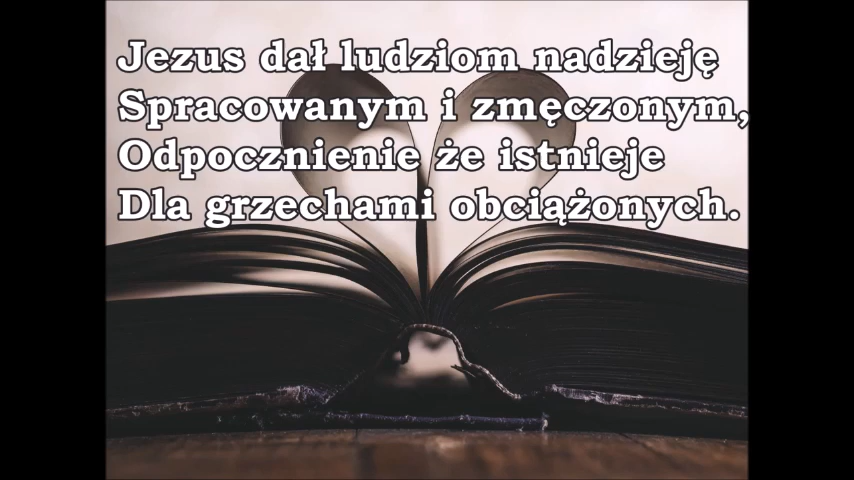 Jezus dał ludziom nadzieję
Spracowanym i zmęczonym,
Odpocznienie że istnieje
Dla grzechami obciążonych.